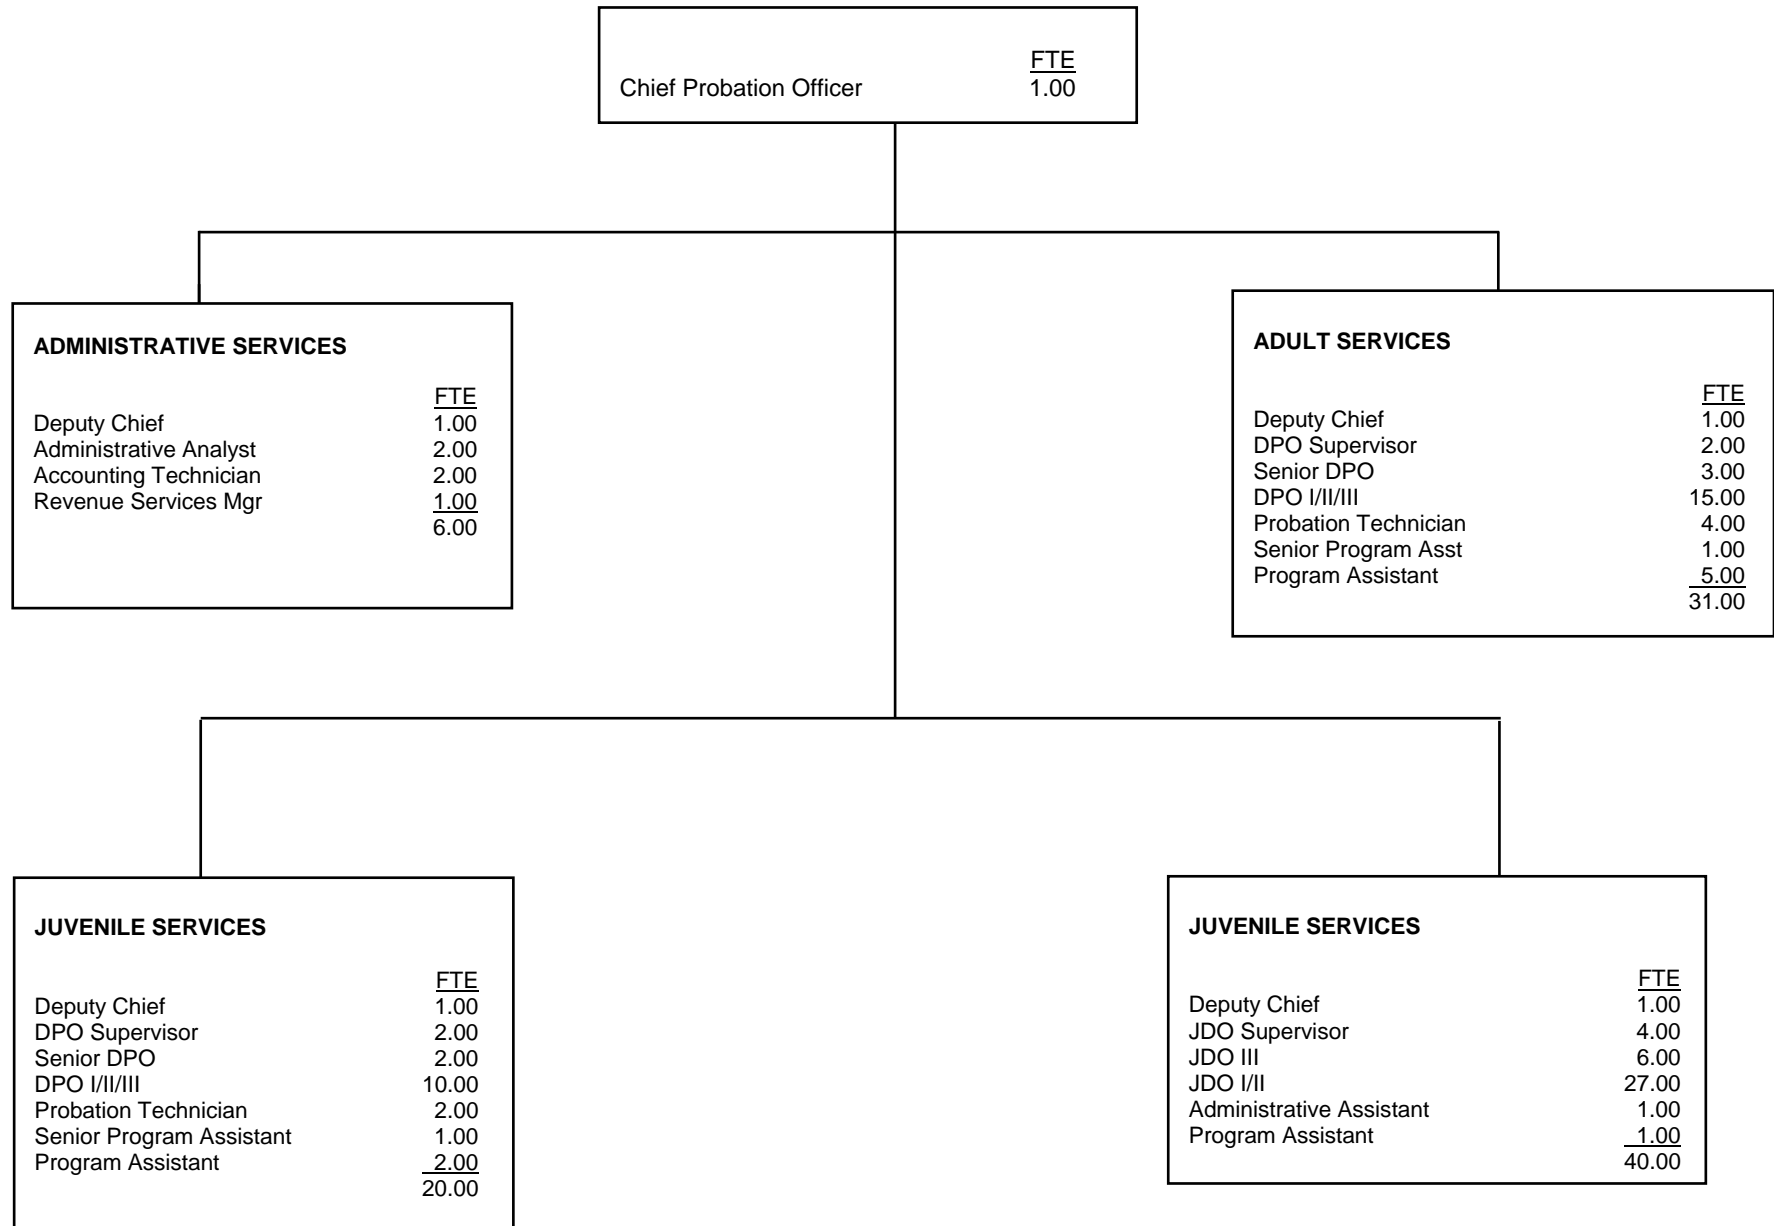 FTE
Chief Probation Officer 1.00
ADMINISTRATIVE SERVICES
FTE
Deputy Chief 1.00
Administrative Analyst 2.00
Accounting Technician 2.00
Revenue Services Mgr 1.00
6.00
ADULT SERVICES
FTE
Deputy Chief 1.00
DPO Supervisor 2.00
Senior DPO 3.00
DPO I/II/III 15.00
Probation Technician 4.00
Senior Program Asst 1.00
Program Assistant 5.00
31.00
JUVENILE SERVICES
FTE
Deputy Chief 1.00
DPO Supervisor 2.00
Senior DPO 2.00
DPO I/II/III 10.00
Probation Technician 2.00
Senior Program Assistant 1.00
Program Assistant 2.00
20.00
JUVENILE SERVICES
FTE
Deputy Chief 1.00
JDO Supervisor 4.00
JDO III 6.00
JDO I/II 27.00
Administrative Assistant 1.00
Program Assistant 1.00
40.00